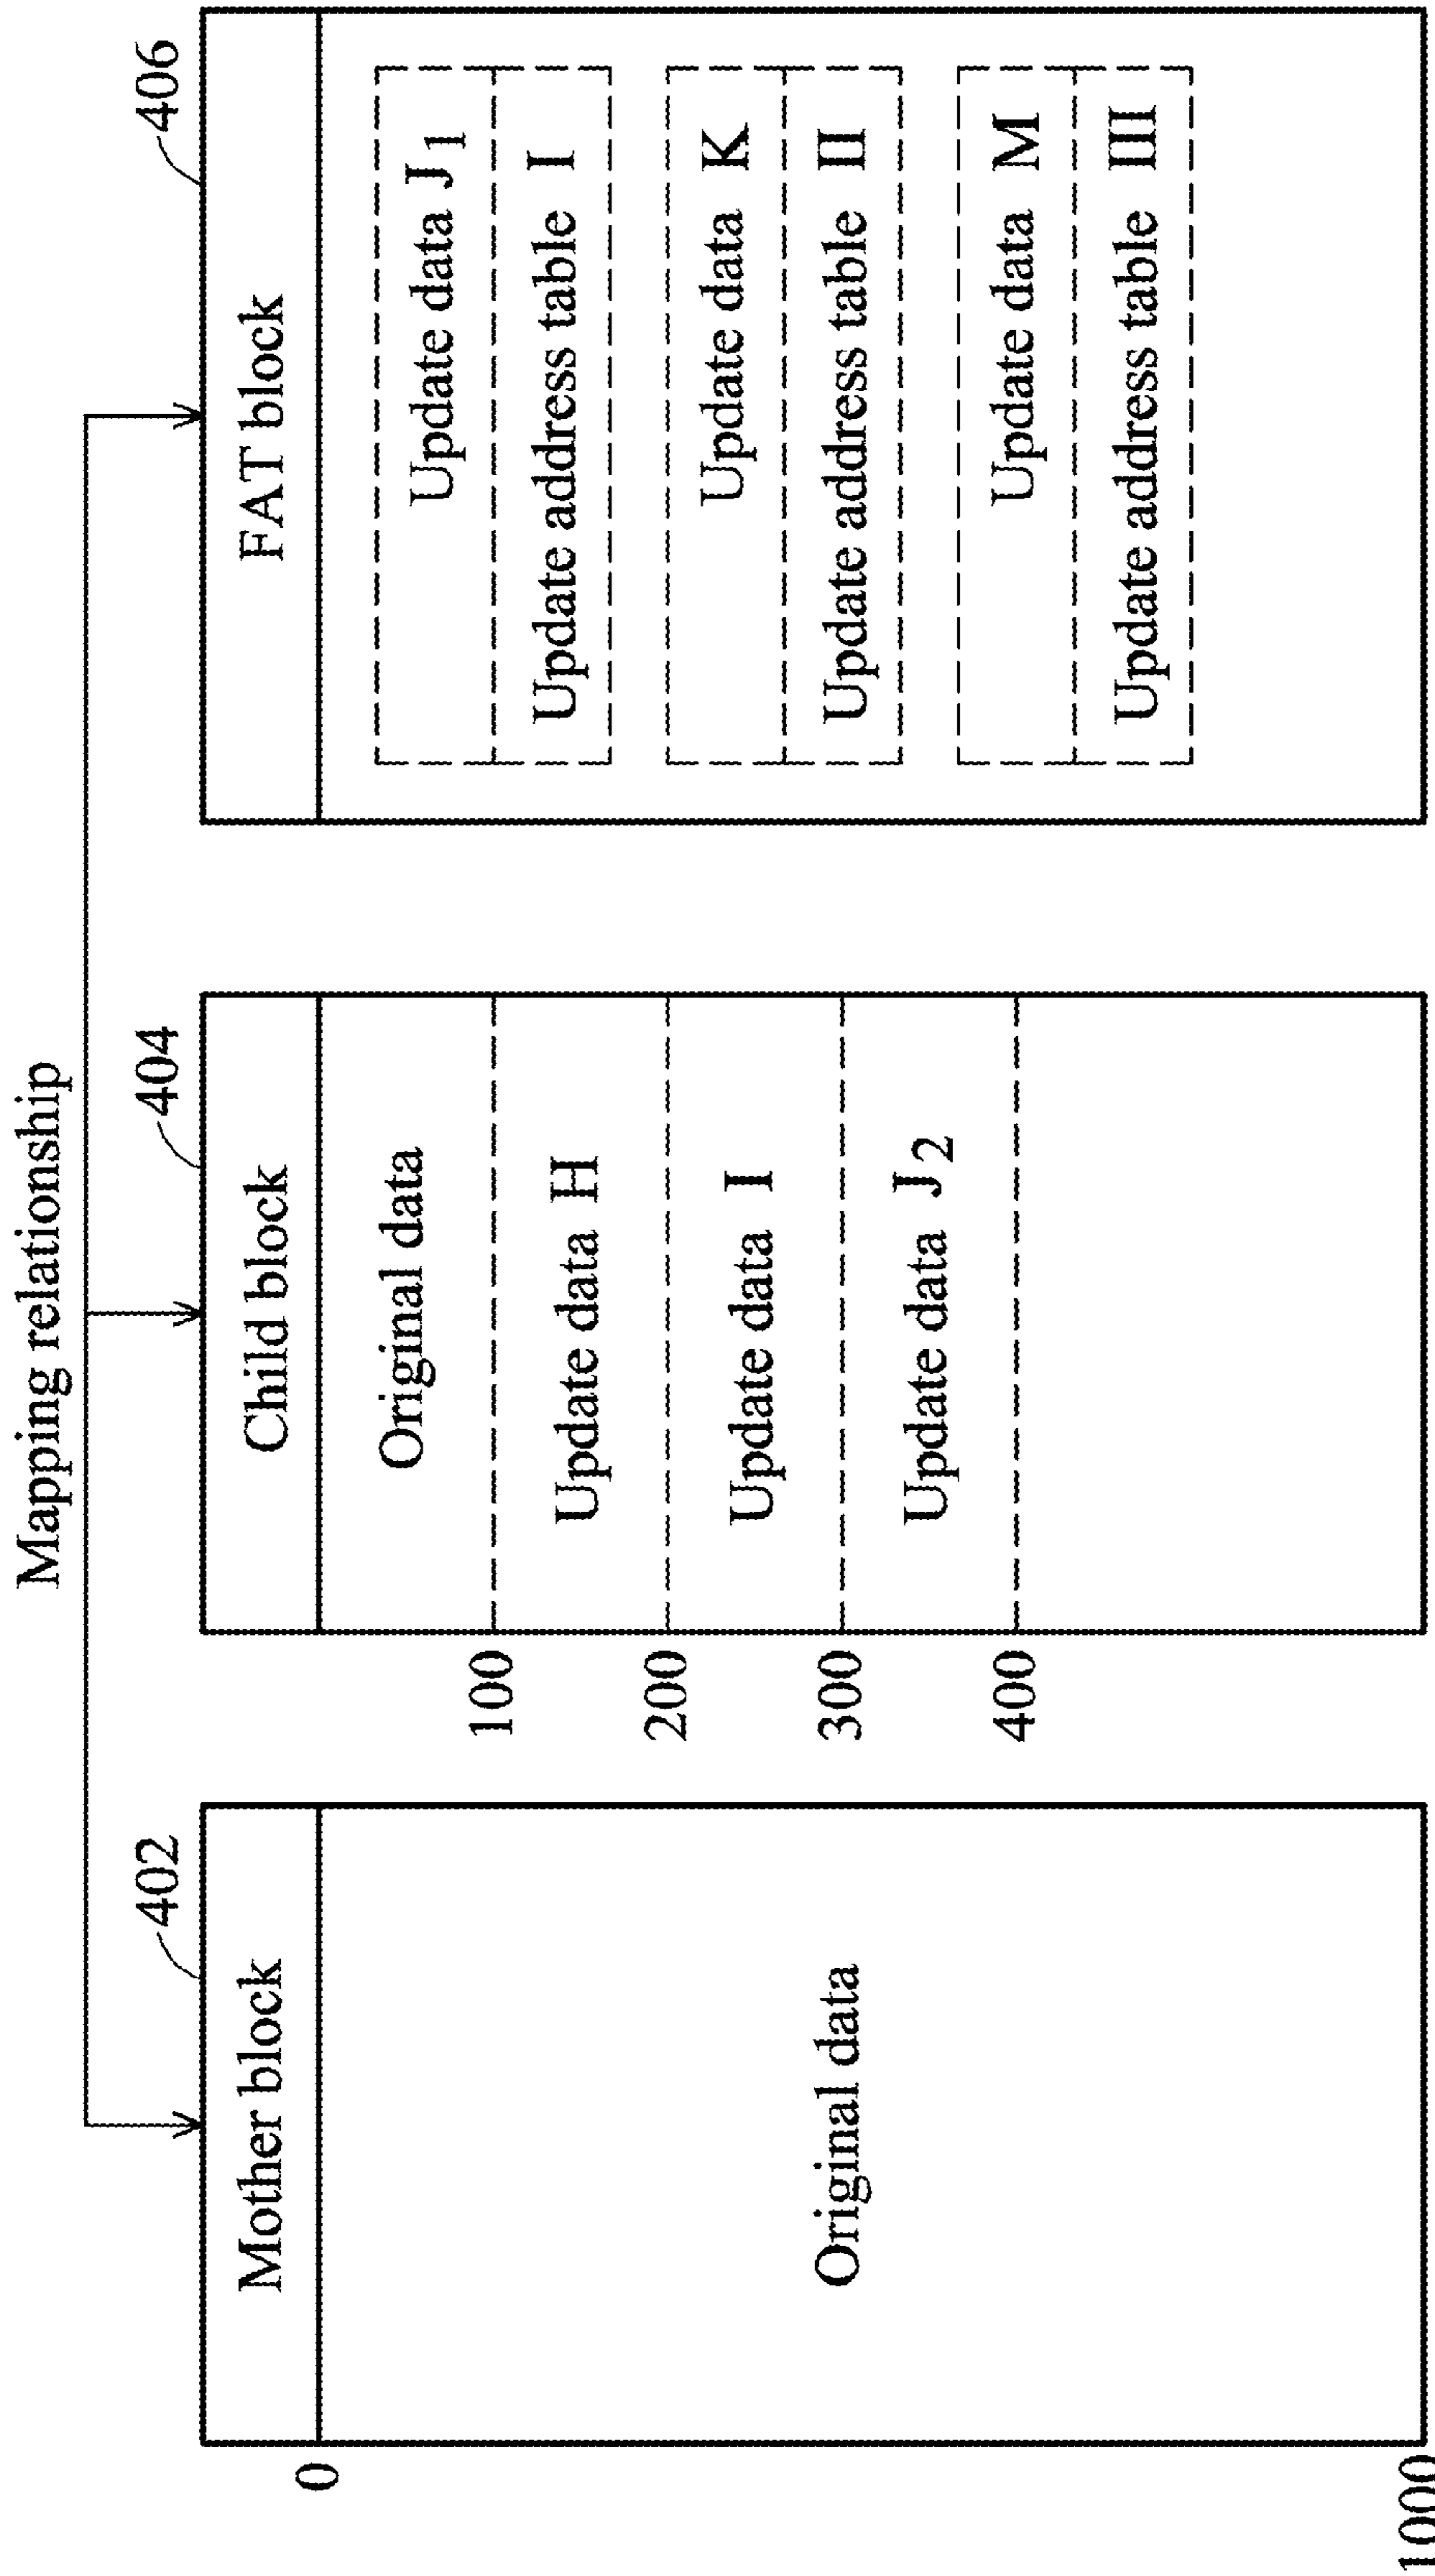 Mapping relationship
402
Mother block
0
Original data
1000
404
Child block
Original data
100
Update data H
200
Update data I
300
Update data J2
400
406
FAT block
Update data J1
Update address table I
Update data K
Update address table II
Update data M
Update address table III